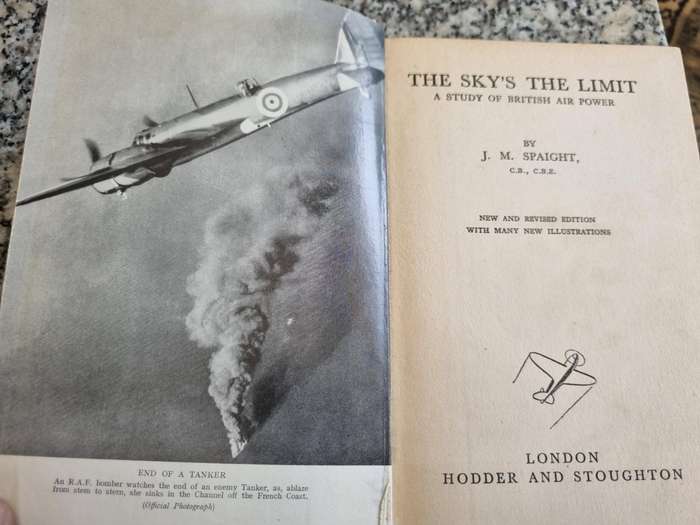 END OF A TANKER
An R.A.F. bomber watches the end of an enemy Tanker, as, ablaze
from stem to stern, she sinks in the Channel off the French Coast.
(Official Photograph)
THE SKY'S THE LIMIT
A STUDY OF BRITISH AIR POWER
BY
J. M. SPAIGHT,
C.B., C.B.E.
NEW AND REVISED EDITION
WITH MANY NEW ILLUSTRATIONS
LONDON
HODDER AND STOUGHTON